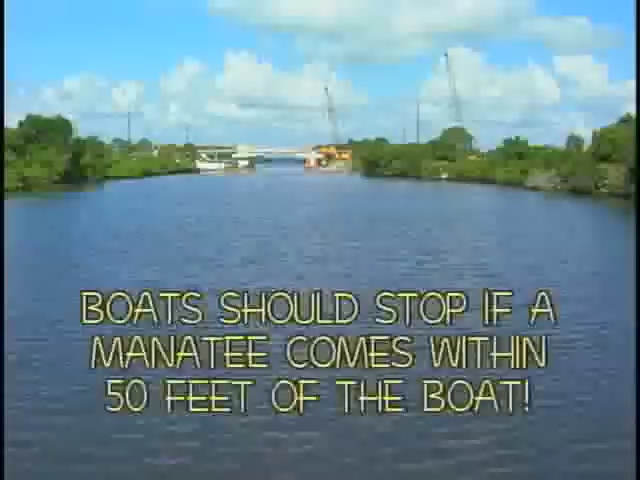 BOATS SHOULD STOP IF A
MANATEE COMES WITHIN
50 FEET OF THE BOAT!